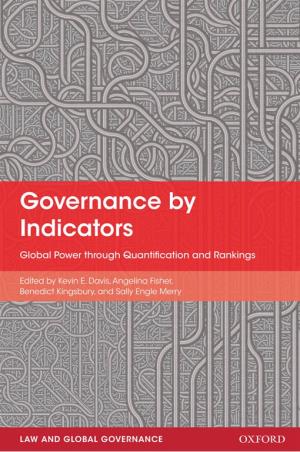 Governance by
Indicators
Global Power through Quantification and Rankings
Edited by Kevin E. Davis, Angelina Fisher,
Benedict Kingsbury, and Sally Engle Merry
LAW AND GLOBAL GOVERNANCE
OXFORD